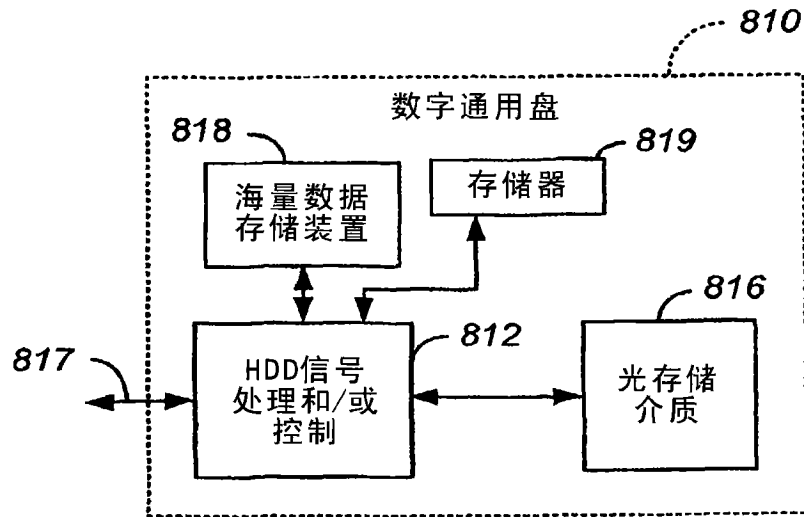 810
数字通用盘
818
819
海量数据
存储装置
存储器
816
817
812
HDD信号
处理和/或
控制
光存储
介质